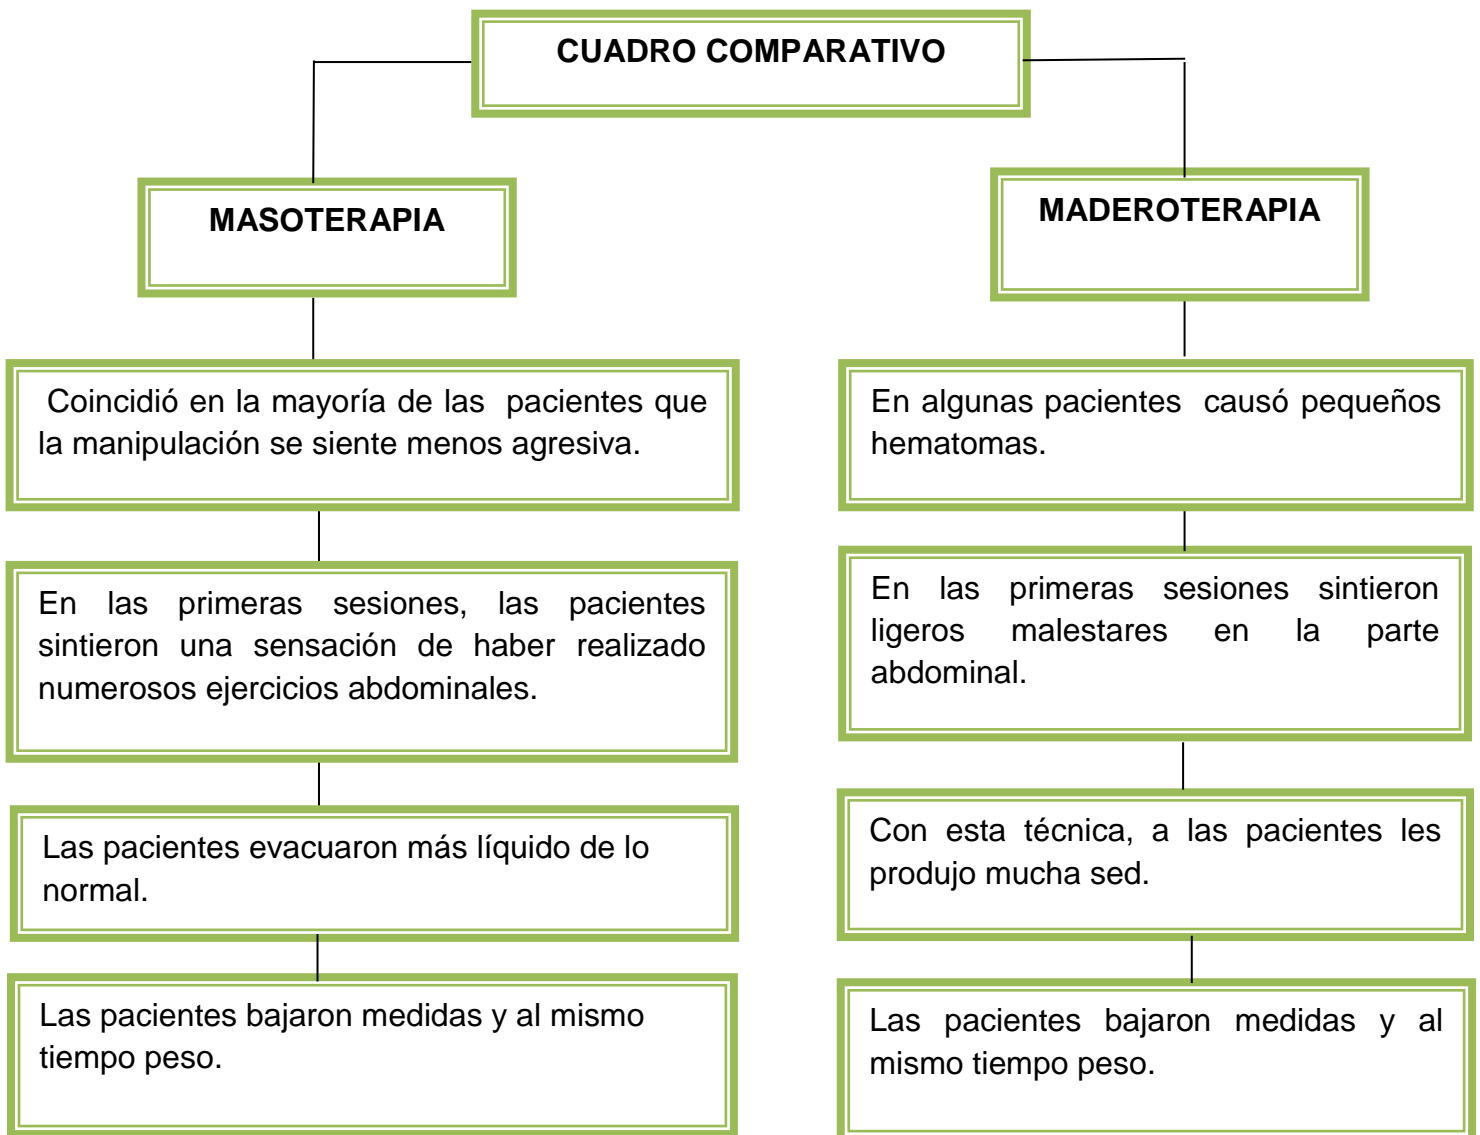 CUADRO COMPARATIVO
MASOTERAPIA
Coincidió en la mayoría de las pacientes que
la manipulación se siente menos agresiva.
En las primeras sesiones, las pacientes
sintieron una sensación de haber realizado
numerosos ejercicios abdominales.
Las pacientes evacuaron más líquido de lo
normal.
Las pacientes bajaron medidas y al mismo
tiempo peso.
MADEROTERAPIA
En algunas pacientes causó pequeños
hematomas.
En las primeras sesiones sintieron
ligeros malestares en la parte
abdominal.
Con esta técnica, a las pacientes les
produjo mucha sed.
Las pacientes bajaron medidas y al
mismo tiempo peso.